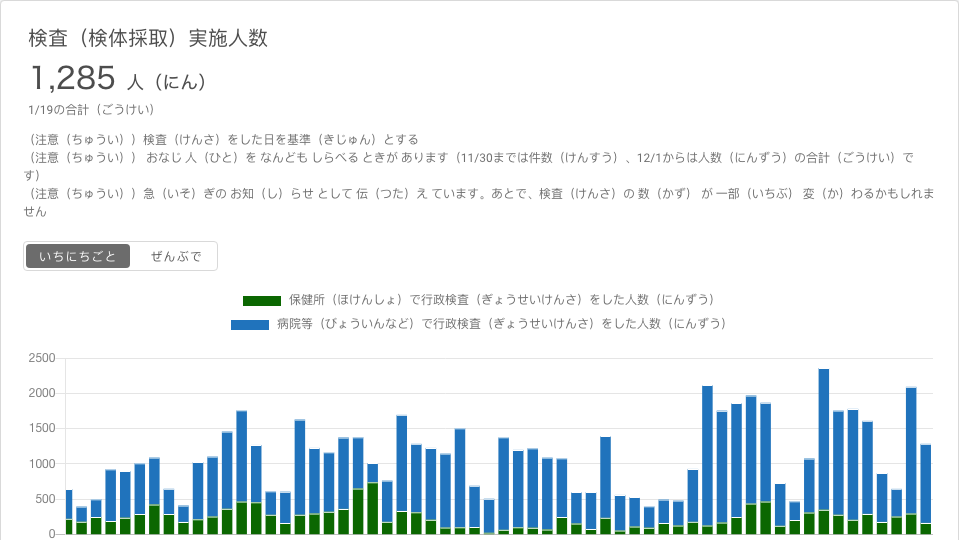 検査（検体採取）実施人数
1,285 人（にん）
1/19の合計（ごうけい）
（注意（ちゅうい））検査（けんさ）をした日を基準（きじゅん）とする
（注意（ちゅうい）） おなじ 人（ひと）を なんども しらべる ときが あります（11/30までは件数（けんすう）、12/1からは人数（にんずう）の合計（ごうけい）で
す）
（注意（ちゅうい））急（いそ）ぎの お知（し）らせ として 伝（つた）え ています。あとで、検査（けんさ）の 数（かず） が 一部（いちぶ） 変（か）わるかもしれま
せん
いちにちごと ぜんぶで
保健所（ほけんしょ）で行政検査（ぎょうせいけんさ）をした人数（にんずう）
病院等（びょういんなど）で行政検査（ぎょうせいけんさ）をした人数（にんずう）
2500
2000
1500
1000
500
0